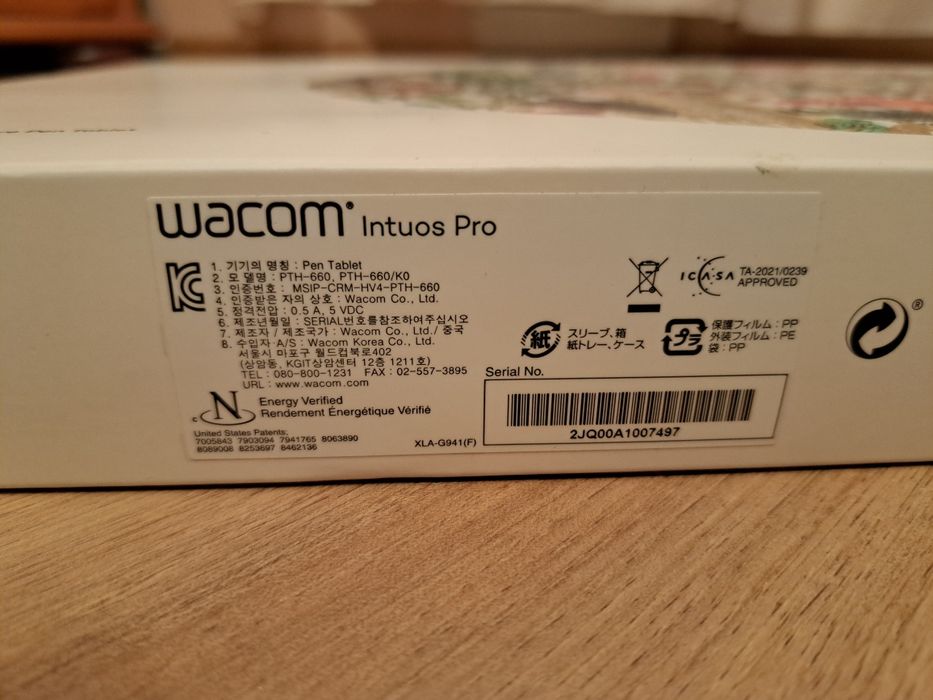 wacom Intuos Pro
1. 기기의 명칭 : Pen Tablet
2. 모 델명 : PTH-660, PTH-660/K0
3. 인증번호 : MSIP-CRM-HV4-PTH-660
4. 인증받은 자의 상호 : Wacom Co., Ltd.
5. 정격전압 : 0.5 A, 5 VDC
6. 제조년월일 : SERIAL번호를참조하여주십시오
7. 제조자 / 제조국가 : Wacom Co., Ltd./ 중국
8. 수입자·A/S : Wacom Korea Co., Ltd.
서울시 마포구 월드컵북로402
(상암동, KGIT상암센터 12층 1211호)
TEL : 080-800-1231 FAX : 02-557-3895
URL : www.wacom.com
N
Energy Verified
Rendement Énergétique Vérifié
United States Patents:
7005843 7903094 7941765 8063890
8089008 8253697 8462136
XLA-G941(F)
ICASA
TA-2021/0239
APPROVED
紙
スリーブ、箱
紙トレー、ケース
プラ
保護フィルム : PP
外装フィルム : PE
袋 : PP
®
Serial No.
2JQ00A1007497